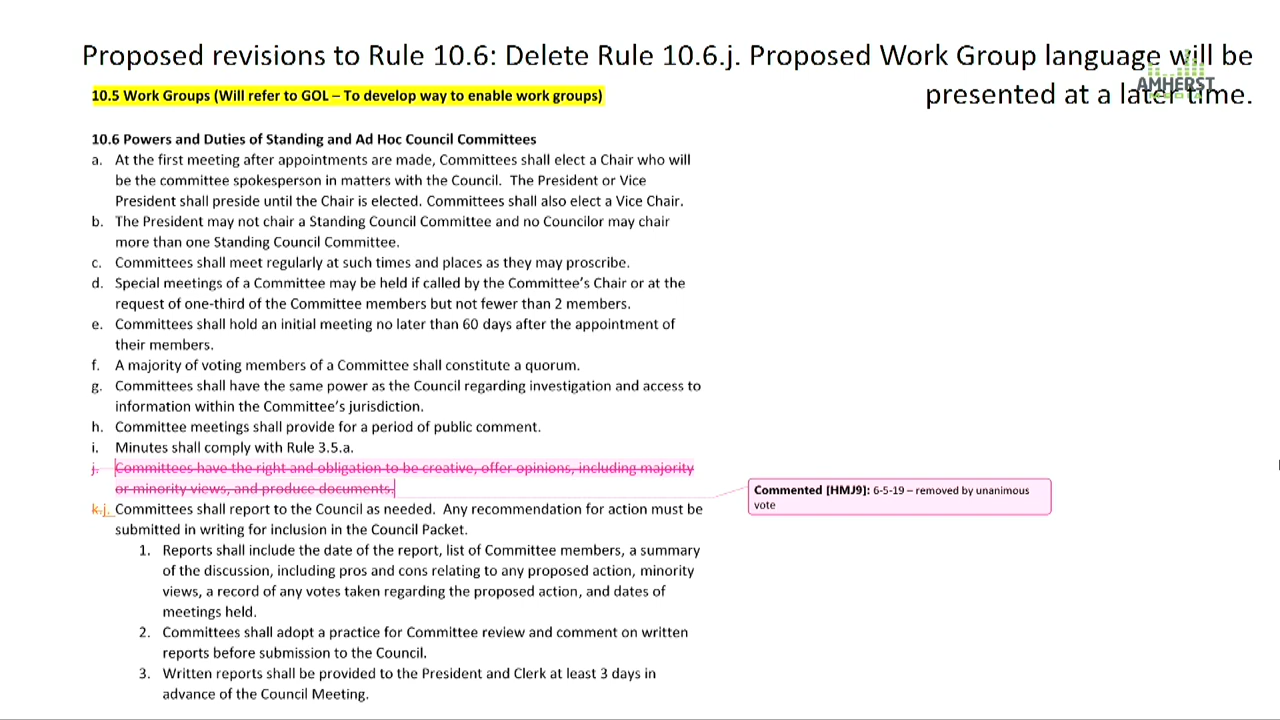 Proposed revisions to Rule 10.6: Delete Rule 10.6.j. Proposed Work Group language will be
presented at a later time.
AMHERST
MEDIA
10.5 Work Groups (Will refer to GOL – To develop way to enable work groups)
10.6 Powers and Duties of Standing and Ad Hoc Council Committees
a. At the first meeting after appointments are made, Committees shall elect a Chair who will
be the committee spokesperson in matters with the Council. The President or Vice
President shall preside until the Chair is elected. Committees shall also elect a Vice Chair.
b. The President may not chair a Standing Council Committee and no Councilor may chair
more than one Standing Council Committee.
c. Committees shall meet regularly at such times and places as they may proscribe.
d. Special meetings of a Committee may be held if called by the Committee's Chair or at the
request of one-third of the Committee members but not fewer than 2 members.
e. Committees shall hold an initial meeting no later than 60 days after the appointment of
their members.
f. A majority of voting members of a Committee shall constitute a quorum.
g. Committees shall have the same power as the Council regarding investigation and access to
information within the Committee's jurisdiction.
h. Committee meetings shall provide for a period of public comment.
i. Minutes shall comply with Rule 3.5.a.
j. Committees have the right and obligation to be creative, offer opinions, including majority
or minority views, and produce documents.
Commented [HMJ9]: 6-5-19 – removed by unanimous
vote
k.j. Committees shall report to the Council as needed. Any recommendation for action must be
submitted in writing for inclusion in the Council Packet.
1. Reports shall include the date of the report, list of Committee members, a summary
of the discussion, including pros and cons relating to any proposed action, minority
views, a record of any votes taken regarding the proposed action, and dates of
meetings held.
2. Committees shall adopt a practice for Committee review and comment on written
reports before submission to the Council.
3. Written reports shall be provided to the President and Clerk at least 3 days in
advance of the Council Meeting.